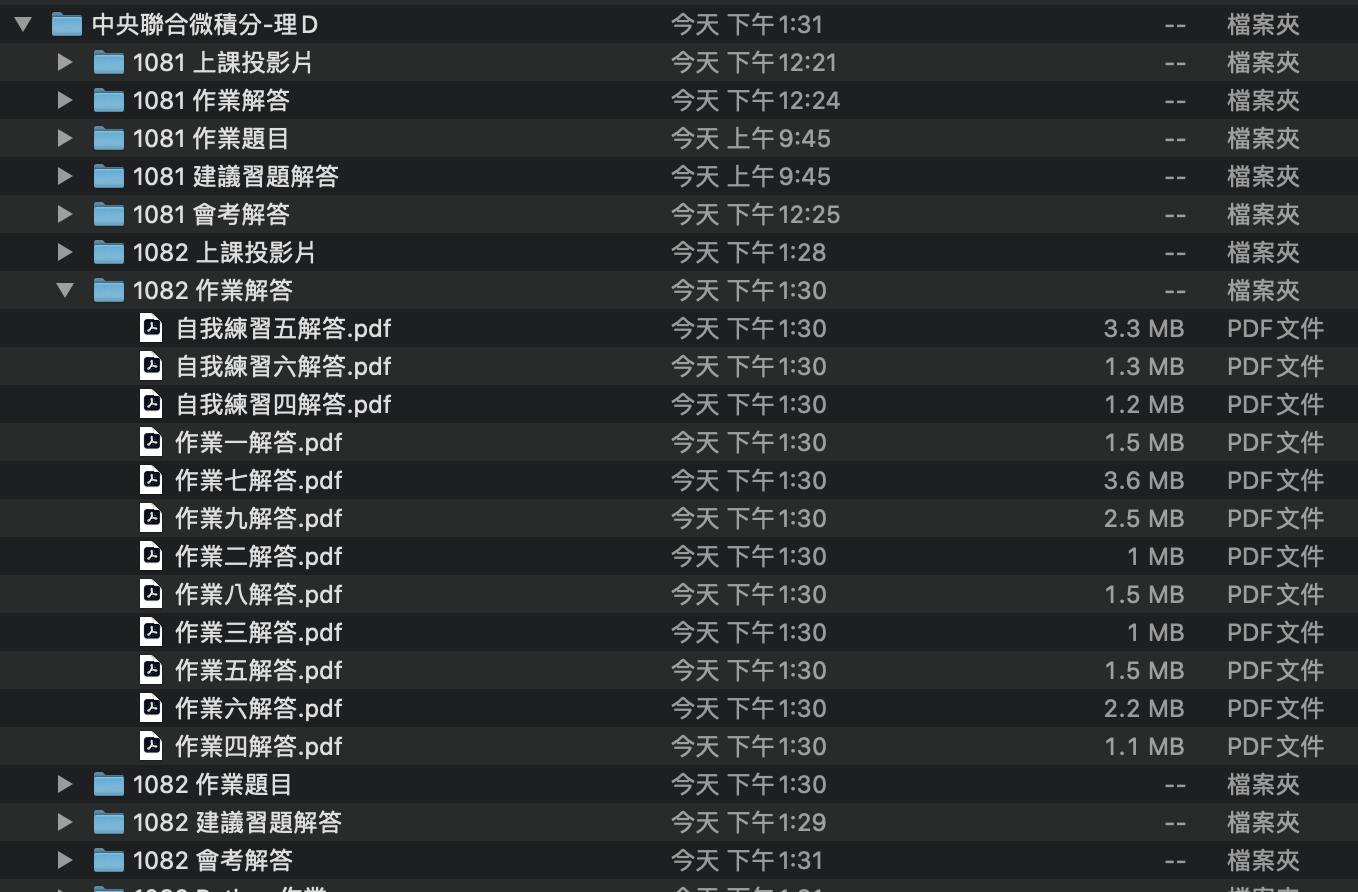 中央聯合微積分-理D 今天 下午1:31 -- 檔案夾
1081 上課投影片 今天 下午12:21 -- 檔案夾
1081 作業解答 今天 下午12:24 -- 檔案夾
1081 作業題目 今天 上午9:45 -- 檔案夾
1081 建議習題解答 今天 上午9:45 -- 檔案夾
1081 會考解答 今天 下午12:25 -- 檔案夾
1082 上課投影片 今天 下午1:28 -- 檔案夾
1082 作業解答 今天 下午1:30 -- 檔案夾
自我練習五解答.pdf 今天 下午1:30 3.3 MB PDF文件
自我練習六解答.pdf 今天 下午1:30 1.3 MB PDF文件
自我練習四解答.pdf 今天 下午1:30 1.2 MB PDF文件
作業一解答.pdf 今天 下午1:30 1.5 MB PDF文件
作業七解答.pdf 今天 下午1:30 3.6 MB PDF文件
作業九解答.pdf 今天 下午1:30 2.5 MB PDF文件
作業二解答.pdf 今天 下午1:30 1 MB PDF文件
作業八解答.pdf 今天 下午1:30 1.5 MB PDF文件
作業三解答.pdf 今天 下午1:30 1 MB PDF文件
作業五解答.pdf 今天 下午1:30 1.5 MB PDF文件
作業六解答.pdf 今天 下午1:30 2.2 MB PDF文件
作業四解答.pdf 今天 下午1:30 1.1 MB PDF文件
1082 作業題目 今天 下午1:30 -- 檔案夾
1082 建議習題解答 今天 下午1:29 -- 檔案夾
1082 會考解答 今天 下午1:31 -- 檔案夾